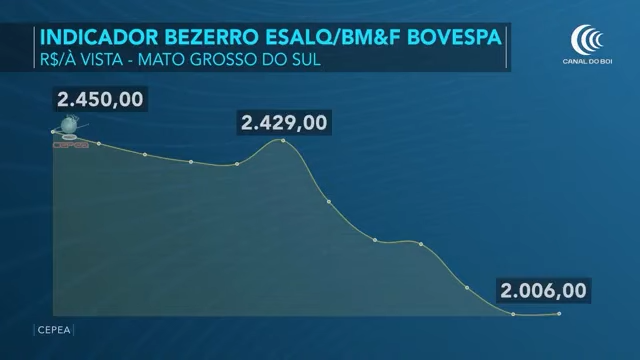 INDICADOR BEZERRO ESALQ/BM&F BOVESPA
R$/À VISTA - MATO GROSSO DO SUL
CANAL DO BOI
2.450,00
2.429,00
CEPEA
2.006,00
CEPEA